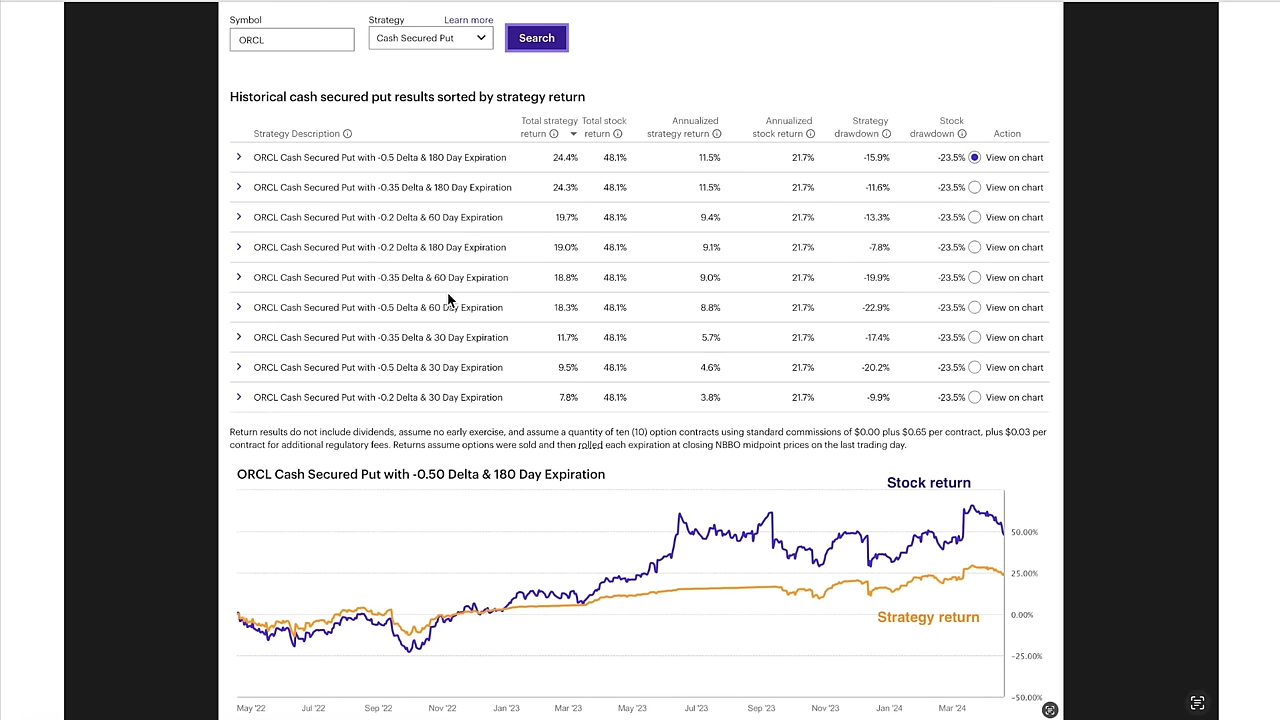 Symbol
Strategy Learn more
ORCL
Cash Secured Put
Search
Historical cash secured put results sorted by strategy return
Strategy Description Total strategy return Total stock return Annualized strategy return Annualized stock return Strategy drawdown Stock drawdown Action
ORCL Cash Secured Put with -0.5 Delta & 180 Day Expiration 24.4% 48.1% 11.5% 21.7% -15.9% -23.5% View on chart
ORCL Cash Secured Put with -0.35 Delta & 180 Day Expiration 24.3% 48.1% 11.5% 21.7% -11.6% -23.5% View on chart
ORCL Cash Secured Put with -0.2 Delta & 60 Day Expiration 19.7% 48.1% 9.4% 21.7% -13.3% -23.5% View on chart
ORCL Cash Secured Put with -0.2 Delta & 180 Day Expiration 19.0% 48.1% 9.1% 21.7% -7.8% -23.5% View on chart
ORCL Cash Secured Put with -0.35 Delta & 60 Day Expiration 18.8% 48.1% 9.0% 21.7% -19.9% -23.5% View on chart
ORCL Cash Secured Put with -0.5 Delta & 60 Day Expiration 18.3% 48.1% 8.8% 21.7% -22.9% -23.5% View on chart
ORCL Cash Secured Put with -0.35 Delta & 30 Day Expiration 11.7% 48.1% 5.7% 21.7% -17.4% -23.5% View on chart
ORCL Cash Secured Put with -0.5 Delta & 30 Day Expiration 9.5% 48.1% 4.6% 21.7% -20.2% -23.5% View on chart
ORCL Cash Secured Put with -0.2 Delta & 30 Day Expiration 7.8% 48.1% 3.8% 21.7% -9.9% -23.5% View on chart
Return results do not include dividends, assume no early exercise, and assume a quantity of ten (10) option contracts using standard commissions of $0.00 plus $0.65 per contract, plus $0.03 per
contract for additional regulatory fees. Returns assume options were sold and then rolled each expiration at closing NBBO midpoint prices on the last trading day.
ORCL Cash Secured Put with -0.50 Delta & 180 Day Expiration
Stock return
50.00%
25.00%
0.00%
Strategy return
-25.00%
-50.00%
May '22 Jul '22 Sep '22 Nov '22 Jan '23 Mar '23 May '23 Jul '23 Sep '23 Nov '23 Jan '24 Mar '24